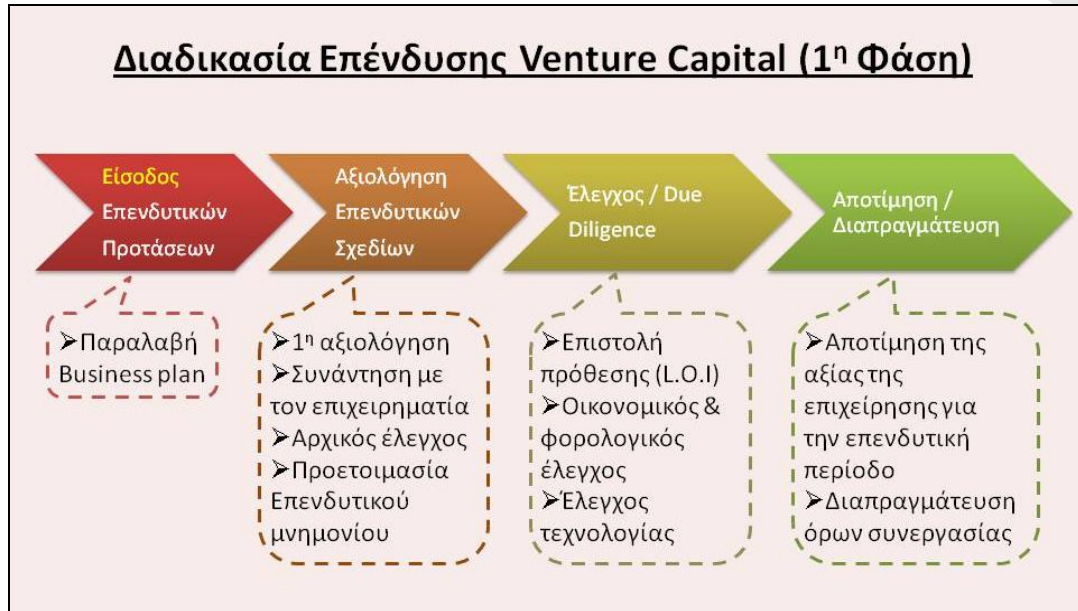 Διαδικασία Επένδυσης Venture Capital (1η Φάση)
Είσοδος
Επενδυτικών
Προτάσεων
Αξιολόγηση
Επενδυτικών
Σχεδίων
Έλεγχος / Due
Diligence
Αποτίμηση /
Διαπραγμάτευση
➤Παραλαβή
Business plan
➤1η αξιολόγηση
➤Συνάντηση με
τον επιχειρηματία
➤Αρχικός έλεγχος
➤Προετοιμασία
Επενδυτικού
μνημονίου
➤Επιστολή
πρόθεσης (L.O.I)
➤Οικονομικός &
φορολογικός
έλεγχος
➤Έλεγχος
τεχνολογίας
➤Αποτίμηση της
αξίας της
επιχείρησης για
την επενδυτική
περίοδο
➤Διαπραγμάτευση
όρων συνεργασίας